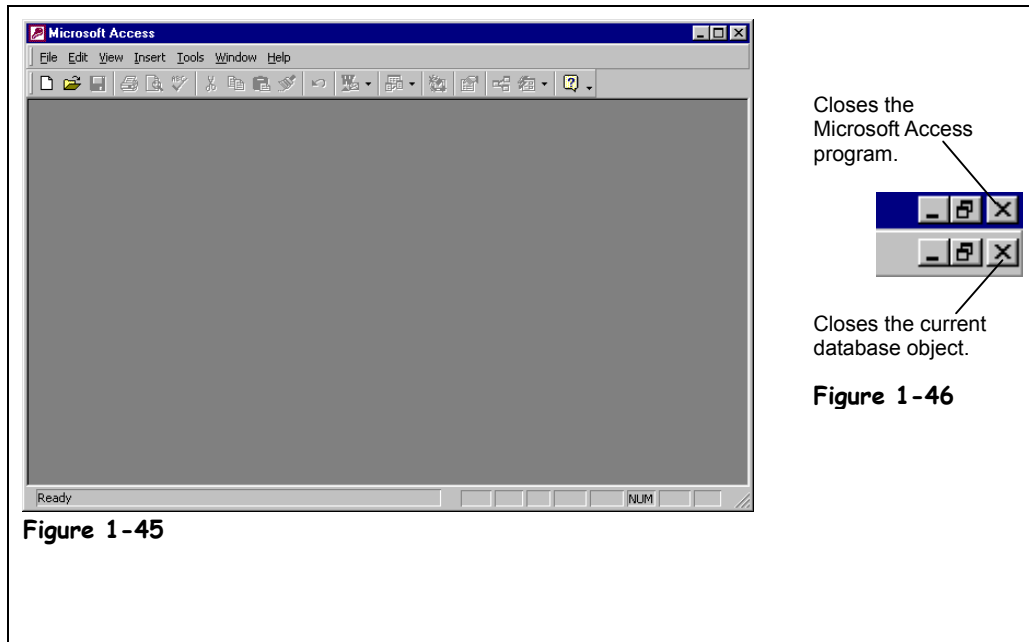 Microsoft Access
File Edit View Insert Tools Window Help
Ready
NUM
Figure 1-45
Closes the
Microsoft Access
program.
Closes the current
database object.
Figure 1-46